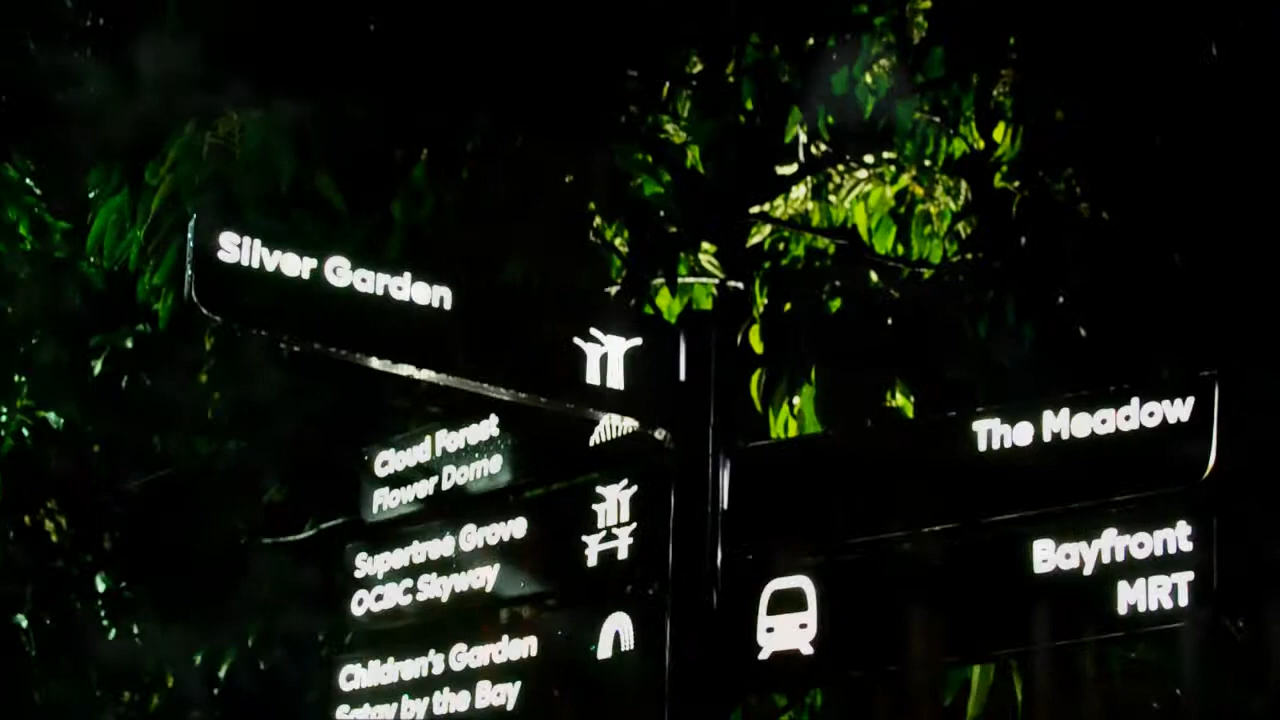 Silver Garden
Cloud Forest
Flower Dome
Supertree Grove
OCBC Skyway
Children's Garden
Satay by the Bay
The Meadow
Bayfront
MRT